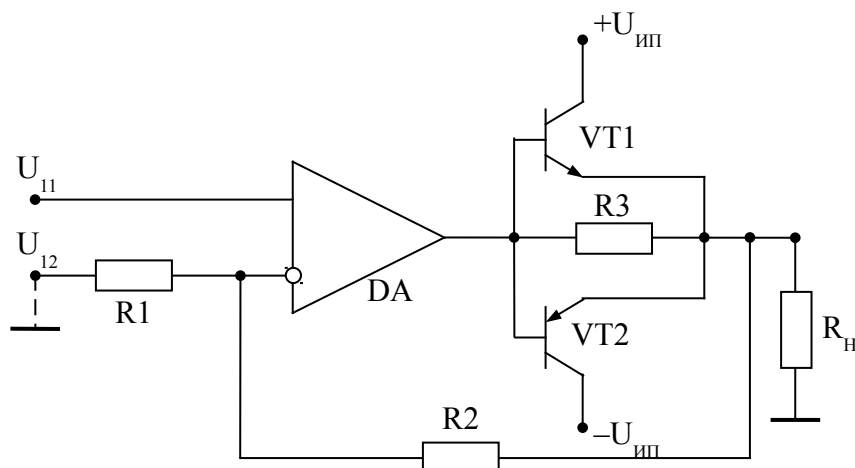 +U_ИП
VT1
U_11
R3
U_12
DA
R1
VT2
R_Н
R2
–U_ИП